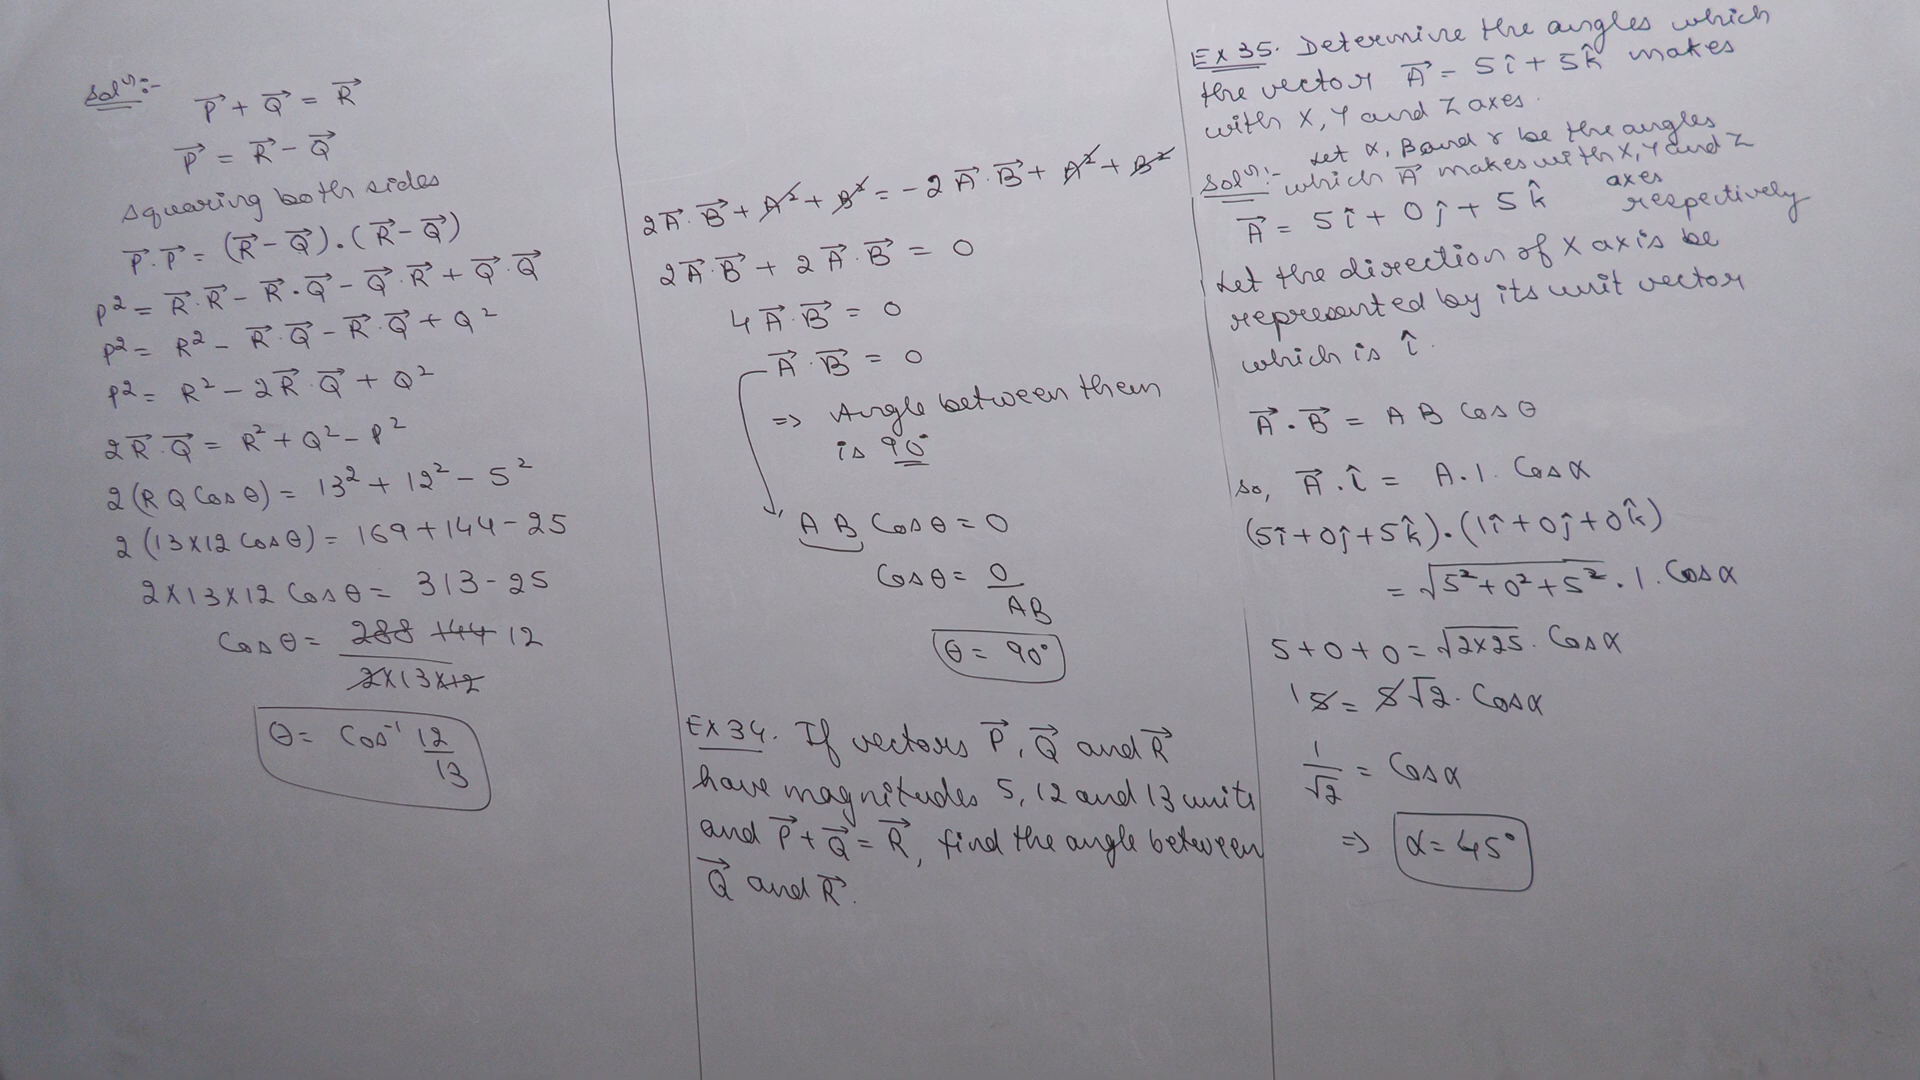 Solⁿ:-
P⃗ + Q⃗ = R⃗
P⃗ = R⃗ - Q⃗
squaring both sides
P⃗.P⃗ = (R⃗ - Q⃗).(R⃗ - Q⃗)
P² = R⃗.R⃗ - R⃗.Q⃗ - Q⃗.R⃗ + Q⃗.Q⃗
P² = R² - R⃗.Q⃗ - R⃗.Q⃗ + Q²
P² = R² - 2R⃗.Q⃗ + Q²
2R⃗.Q⃗ = R² + Q² - P²
2(RQ Cos θ) = 13² + 12² - 5²
2(13×12 Cos θ) = 169 + 144 - 25
2×13×12 Cos θ = 313 - 25
Cos θ = 288 144 12
2×13×12
θ = Cos⁻¹ 12
13
2A⃗.B⃗ + A² + B² = -2A⃗.B⃗ + A² + B²
2A⃗.B⃗ + 2A⃗.B⃗ = 0
4A⃗.B⃗ = 0
A⃗.B⃗ = 0
=> Angle between them
is 90°
AB Cos θ = 0
Cos θ = 0
AB
θ = 90°
EX 34. If vectors P⃗, Q⃗ and R⃗
have magnitudes 5, 12 and 13 units
and P⃗ + Q⃗ = R⃗, find the angle between
Q⃗ and R⃗.
EX 35. Determine the angles which
the vector A⃗ = 5î + 5k̂ makes
with X, Y and Z axes.
Solⁿ:- Let α, B and r be the angles
which A⃗ makes with X, Y and Z
axes
respectively
A⃗ = 5î + 0ĵ + 5k̂
Let the direction of X axis be
represented by its unit vector
which is î.
A⃗.B⃗ = A B Cos θ
so, A⃗.î = A.1. Cos α
(5î + 0ĵ + 5k̂).(1î + 0ĵ + 0k̂)
= √5² + 0² + 5² . 1. Cos α
5 + 0 + 0 = √2×25 . Cos α
1 5 = 5√2. Cos α
1
√2 = Cos α
=> α = 45°